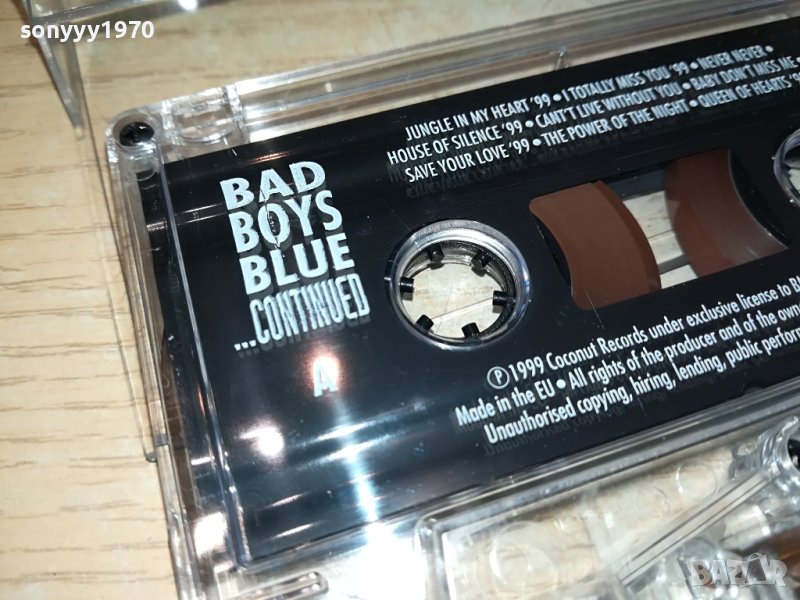 sonyyy1970
JUNGLE IN MY HEART '99 • I TOTALLY MISS YOU '99 • NEVER NEVER •
HOUSE OF SILENCE '99 • CANT'T LIVE WITHOUT YOU • BABY DON'T MISS ME •
SAVE YOUR LOVE '99 • THE POWER OF THE NIGHT • QUEEN OF HEARTS
BAD
BOYS
BLUE
...CONTINUED
A
Ⓟ 1999 Coconut Records under exclusive license to
Made in the EU • All rights of the producer and of the
Unauthorised copying, hiring, lending, public
BAZAR